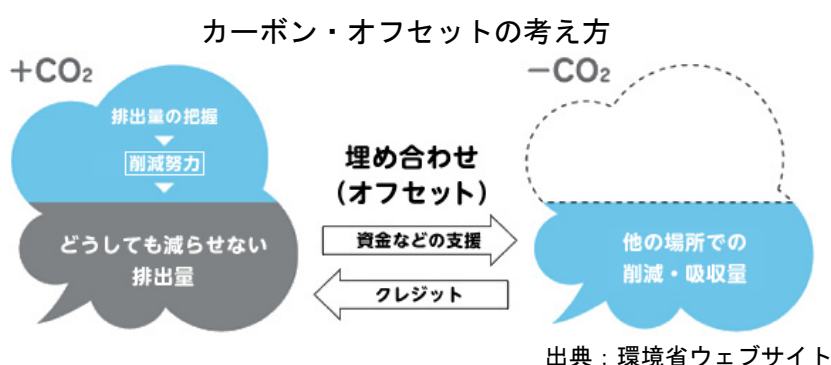 カーボン・オフセットの考え方
+CO₂
排出量の把握
削減努力
どうしても減らせない
排出量
埋め合わせ
(オフセット)
資金などの支援
クレジット
-CO₂
他の場所での
削減・吸収量
出典:環境省ウェブサイト